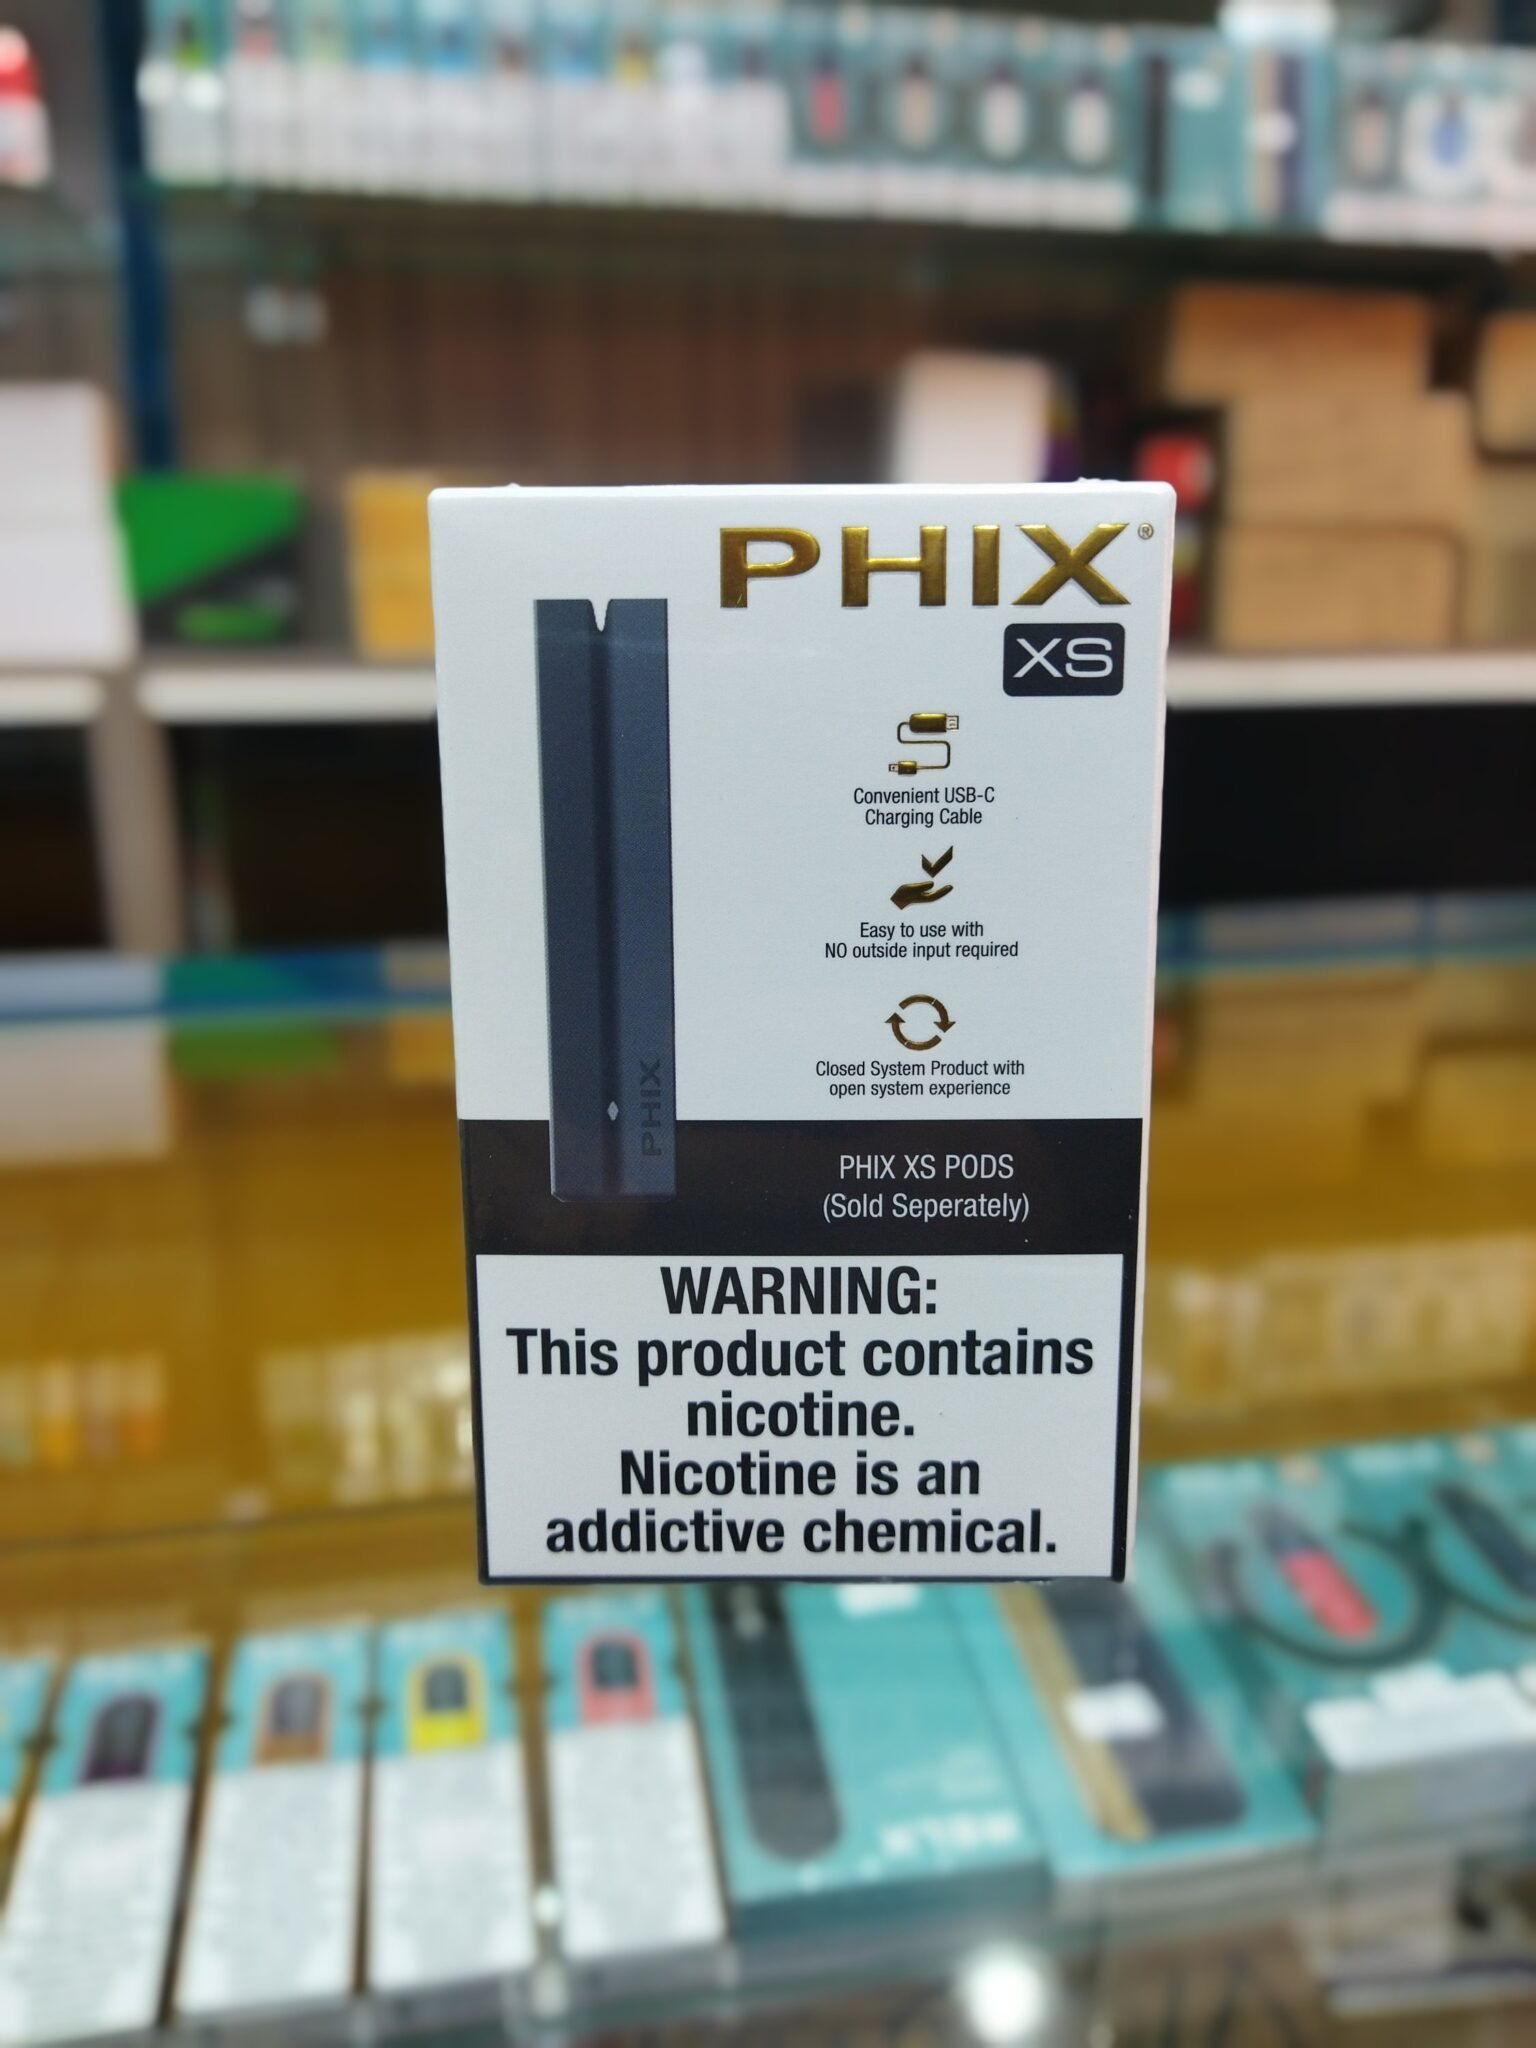 PHIX®
XS
Convenient USB-C
Charging Cable
Easy to use with
NO outside input required
Closed System Product with
open system experience
PHIX
PHIX XS PODS
(Sold Seperately)
WARNING:
This product contains
nicotine.
Nicotine is an
addictive chemical.
RELX